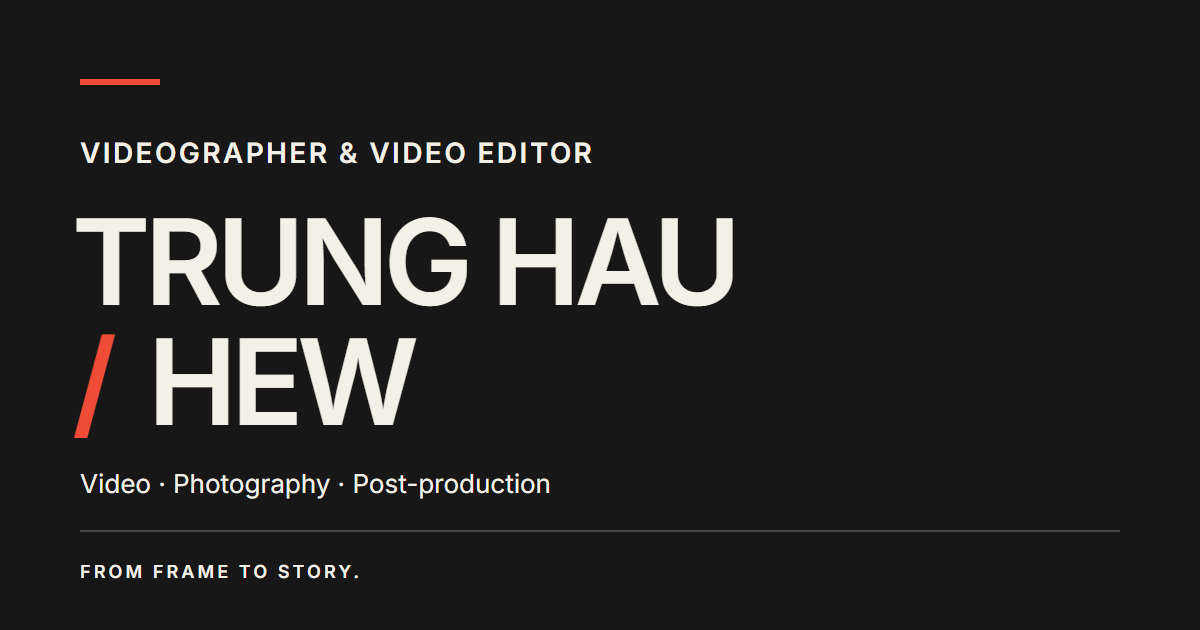 VIDEOGRAPHER & VIDEO EDITOR
TRUNG HAU
/ HEW
Video · Photography · Post-production
FROM FRAME TO STORY.